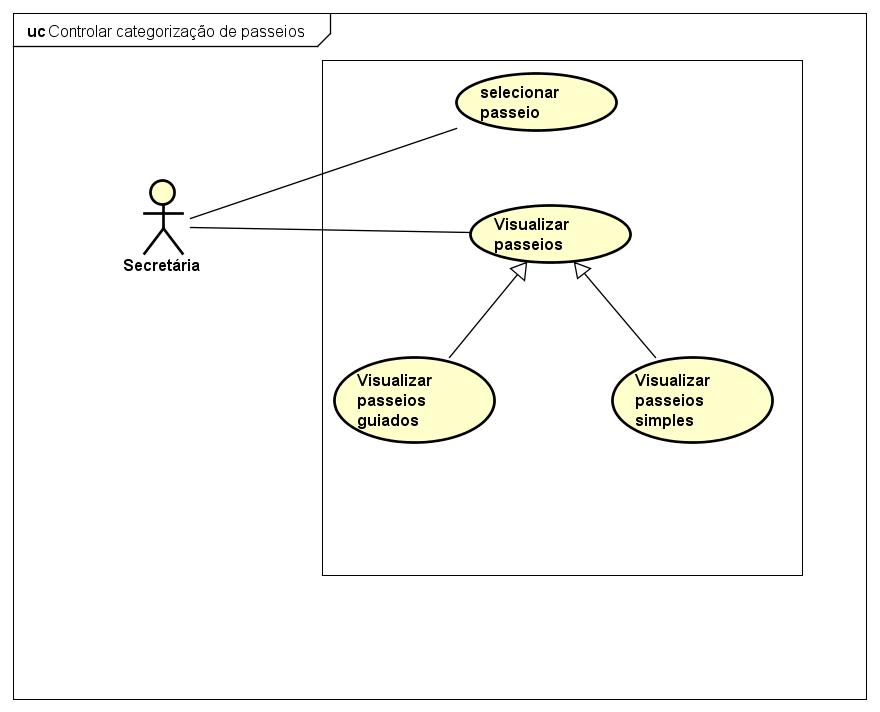 uc Controlar categorização de passeios
selecionar
passeio
Visualizar
passeios
Secretária
Visualizar
passeios
guiados
Visualizar
passeios
simples